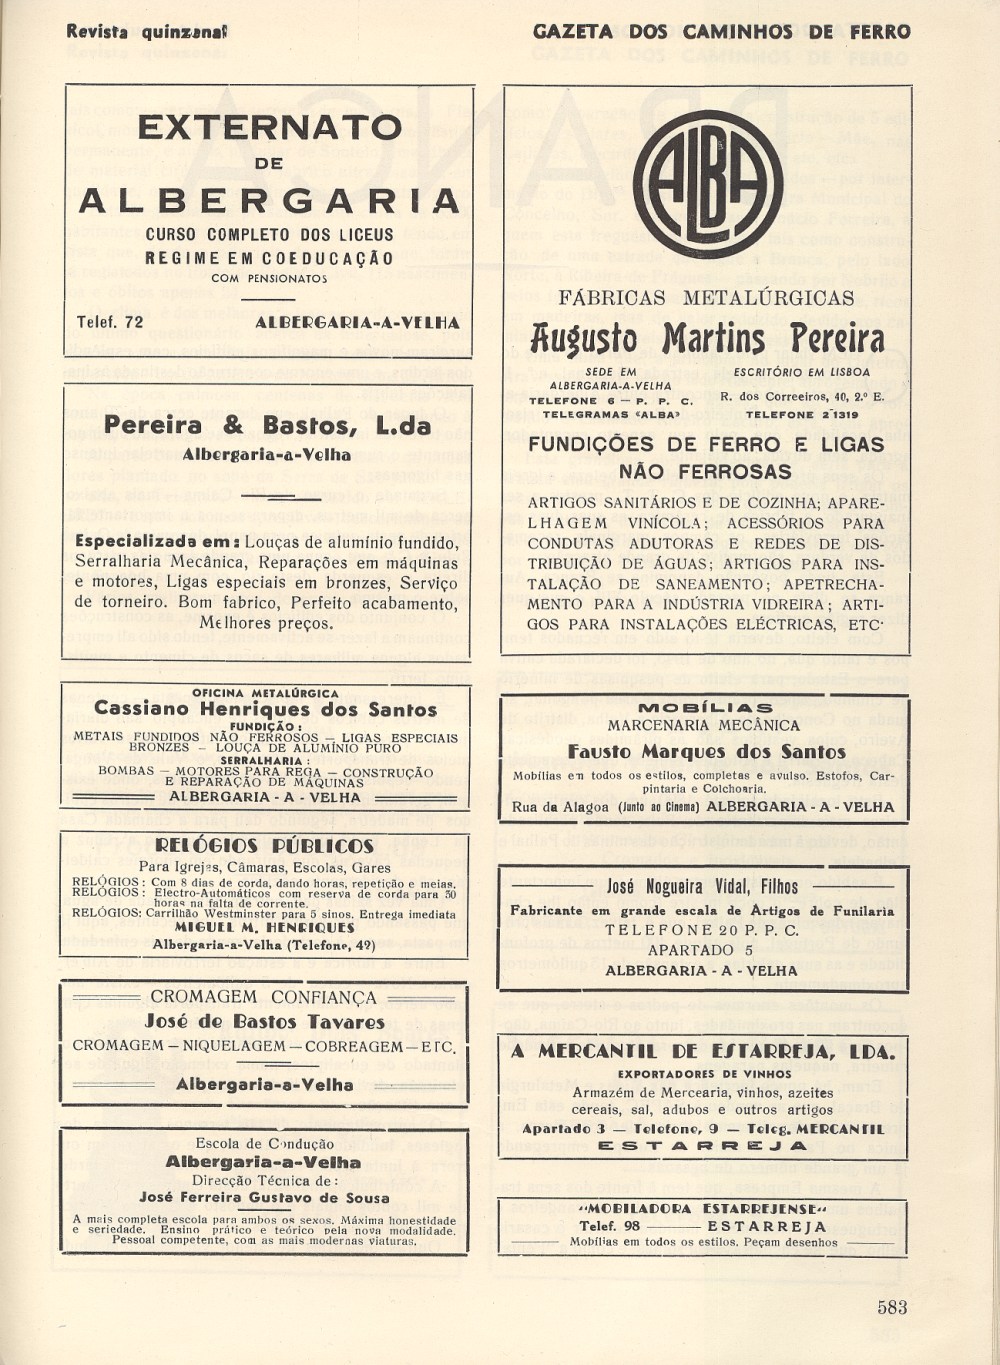 Revista quinzenal
GAZETA DOS CAMINHOS DE FERRO
EXTERNATO
DE
ALBERGARIA
CURSO COMPLETO DOS LICEUS
REGIME EM COEDUCAÇÃO
COM PENSIONATOS
Telef. 72 ALBERGARIA-A-VELHA
Pereira & Bastos, L.da
Albergaria-a-Velha
Especializada em: Louças de alumínio fundido,
Serralharia Mecânica, Reparações em máquinas
e motores, Ligas especiais em bronzes, Serviço
de torneiro. Bom fabrico, Perfeito acabamento,
Melhores preços.
OFICINA METALÚRGICA
Cassiano Henriques dos Santos
FUNDIÇÃO:
METAIS FUNDIDOS NÃO FERROSOS — LIGAS ESPECIAIS
BRONZES — LOUÇA DE ALUMÍNIO PURO
SERRALHARIA:
BOMBAS — MOTORES PARA REGA — CONSTRUÇÃO
E REPARAÇÃO DE MÁQUINAS
ALBERGARIA - A - VELHA
RELÓGIOS PÚBLICOS
Para Igrejas, Câmaras, Escolas, Gares
RELÓGIOS: Com 8 dias de corda, dando horas, repetição e meias.
RELÓGIOS: Electro-Automáticos com reserva de corda para 50
horas na falta de corrente.
RELÓGIOS: Carrilhão Westminster para 5 sinos. Entrega imediata
MIGUEL M. HENRIQUES
Albergaria-a-Velha (Telefone, 42)
CROMAGEM CONFIANÇA
José de Bastos Tavares
CROMAGEM — NIQUELAGEM — COBREAGEM — ETC.
Albergaria-a-Velha
Escola de Condução
Albergaria-a-Velha
Direcção Técnica de:
José Ferreira Gustavo de Sousa
A mais completa escola para ambos os sexos. Máxima honestidade
e seriedade. Ensino prático e teórico pela nova modalidade.
Pessoal competente, com as mais modernas viaturas.
ALBA
FÁBRICAS METALÚRGICAS
Augusto Martins Pereira
SEDE EM
ALBERGARIA-A-VELHA
TELEFONE 6 — P. P. C.
TELEGRAMAS «ALBA»
ESCRITÓRIO EM LISBOA
R. dos Correeiros, 40, 2.º E.
TELEFONE 21319
FUNDIÇÕES DE FERRO E LIGAS
NÃO FERROSAS
ARTIGOS SANITÁRIOS E DE COZINHA; APARE-
LHAGEM VINÍCOLA; ACESSÓRIOS PARA
CONDUTAS ADUTORAS E REDES DE DIS-
TRIBUIÇÃO DE ÁGUAS; ARTIGOS PARA INS-
TALAÇÃO DE SANEAMENTO; APETRECHA-
MENTO PARA A INDÚSTRIA VIDREIRA; ARTI-
GOS PARA INSTALAÇÕES ELÉCTRICAS, ETC.
MOBÍLIAS
MARCENARIA MECÂNICA
Fausto Marques dos Santos
Mobílias em todos os estilos, completas e avulso. Estofos, Car-
pintaria e Colchoaria.
Rua da Alagoa (Junto ao Cinema) ALBERGARIA - A - VELHA
José Nogueira Vidal, Filhos
Fabricante em grande escala de Artigos de Funilaria
TELEFONE 20 P. P. C.
APARTADO 5
ALBERGARIA - A - VELHA
A MERCANTIL DE ESTARREJA, LDA.
EXPORTADORES DE VINHOS
Armazém de Mercearia, vinhos, azeites
cereais, sal, adubos e outros artigos
Apartado 3 — Telefone, 9 — Teleg. MERCANTIL
ESTARREJA
"MOBILADORA ESTARREJENSE"
Telef. 98 — ESTARREJA
Mobílias em todos os estilos. Peçam desenhos
583